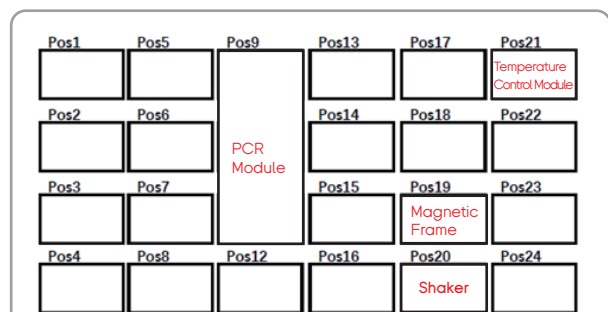 Pos1 Pos5 Pos9 Pos13 Pos17 Pos21
Temperature
Control Module
Pos2 Pos6 Pos14 Pos18 Pos22
PCR
Module
Pos3 Pos7 Pos15 Pos19 Pos23
Magnetic
Frame
Pos4 Pos8 Pos12 Pos16 Pos20 Pos24
Shaker